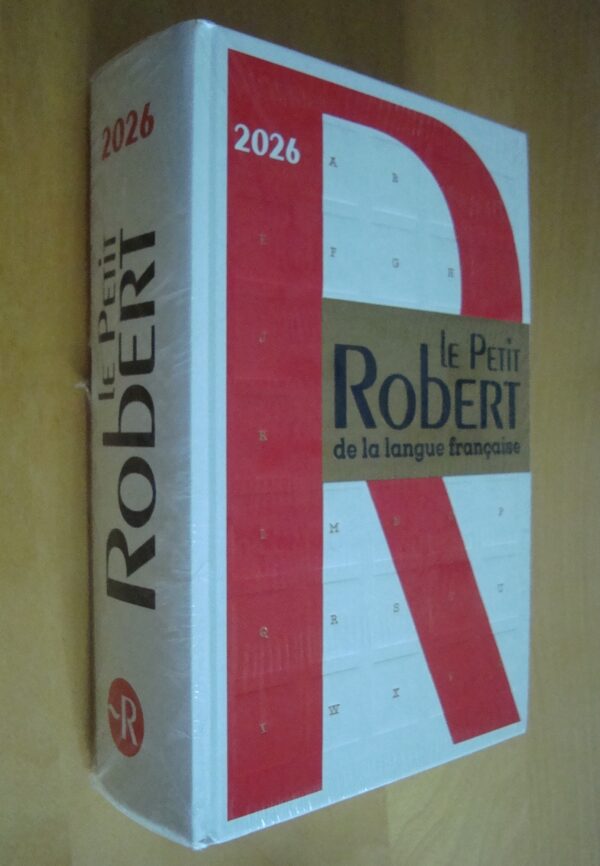 2026
le Petit
Robert
R
2026
A B
E F G H
J
K
M P
Q R S U
W X
le Petit
Robert
de la langue française